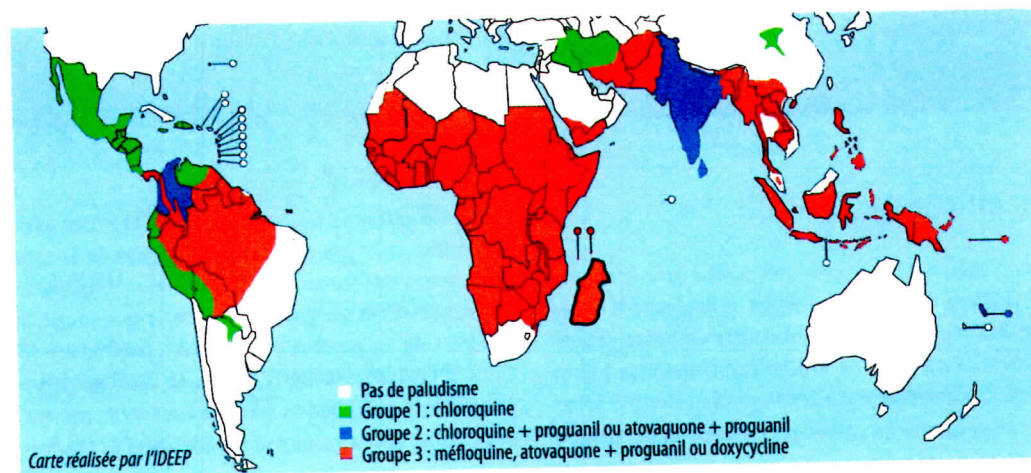 Pas de paludisme
Groupe 1 : chloroquine
Groupe 2 : chloroquine + proguanil ou atovaquone + proguanil
Groupe 3 : méfloquine, atovaquone + proguanil ou doxycycline
Carte réalisée par l'IDEEP